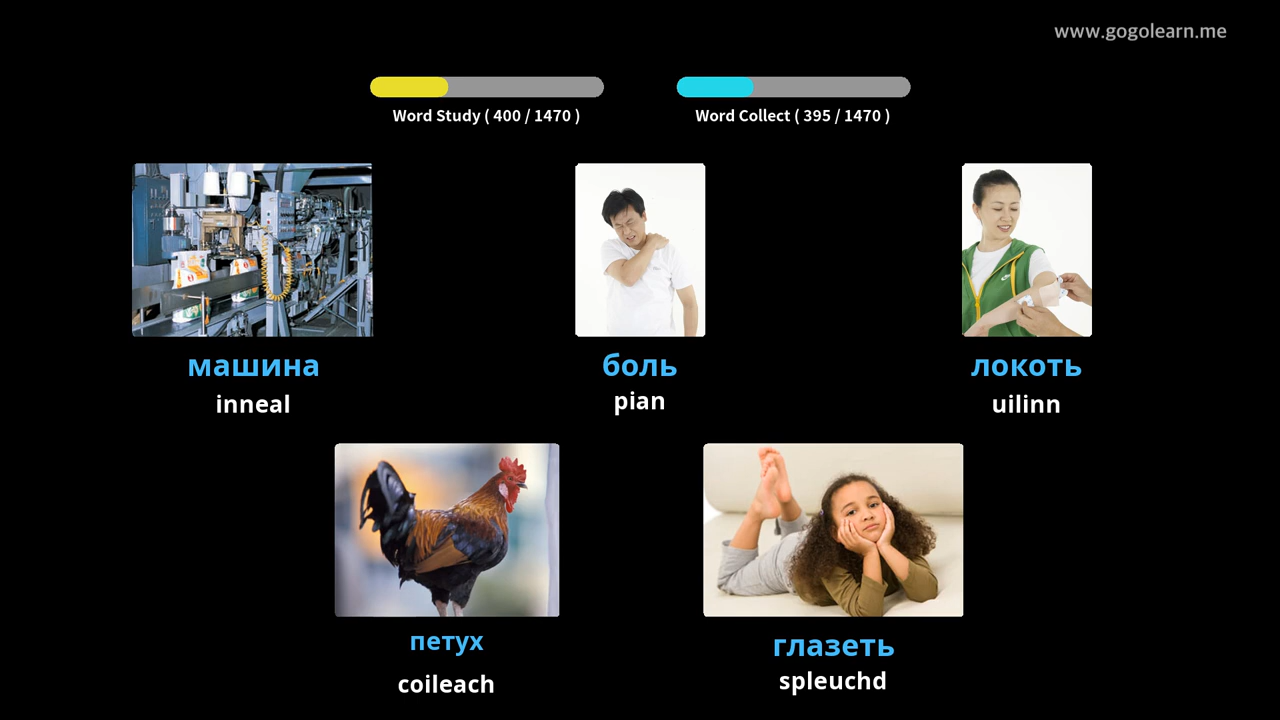 www.gogolearn.me
Word Study ( 400 / 1470 )
Word Collect ( 395 / 1470 )
машина
inneal
боль
pian
локоть
uilinn
петух
coileach
глазеть
spleuchd